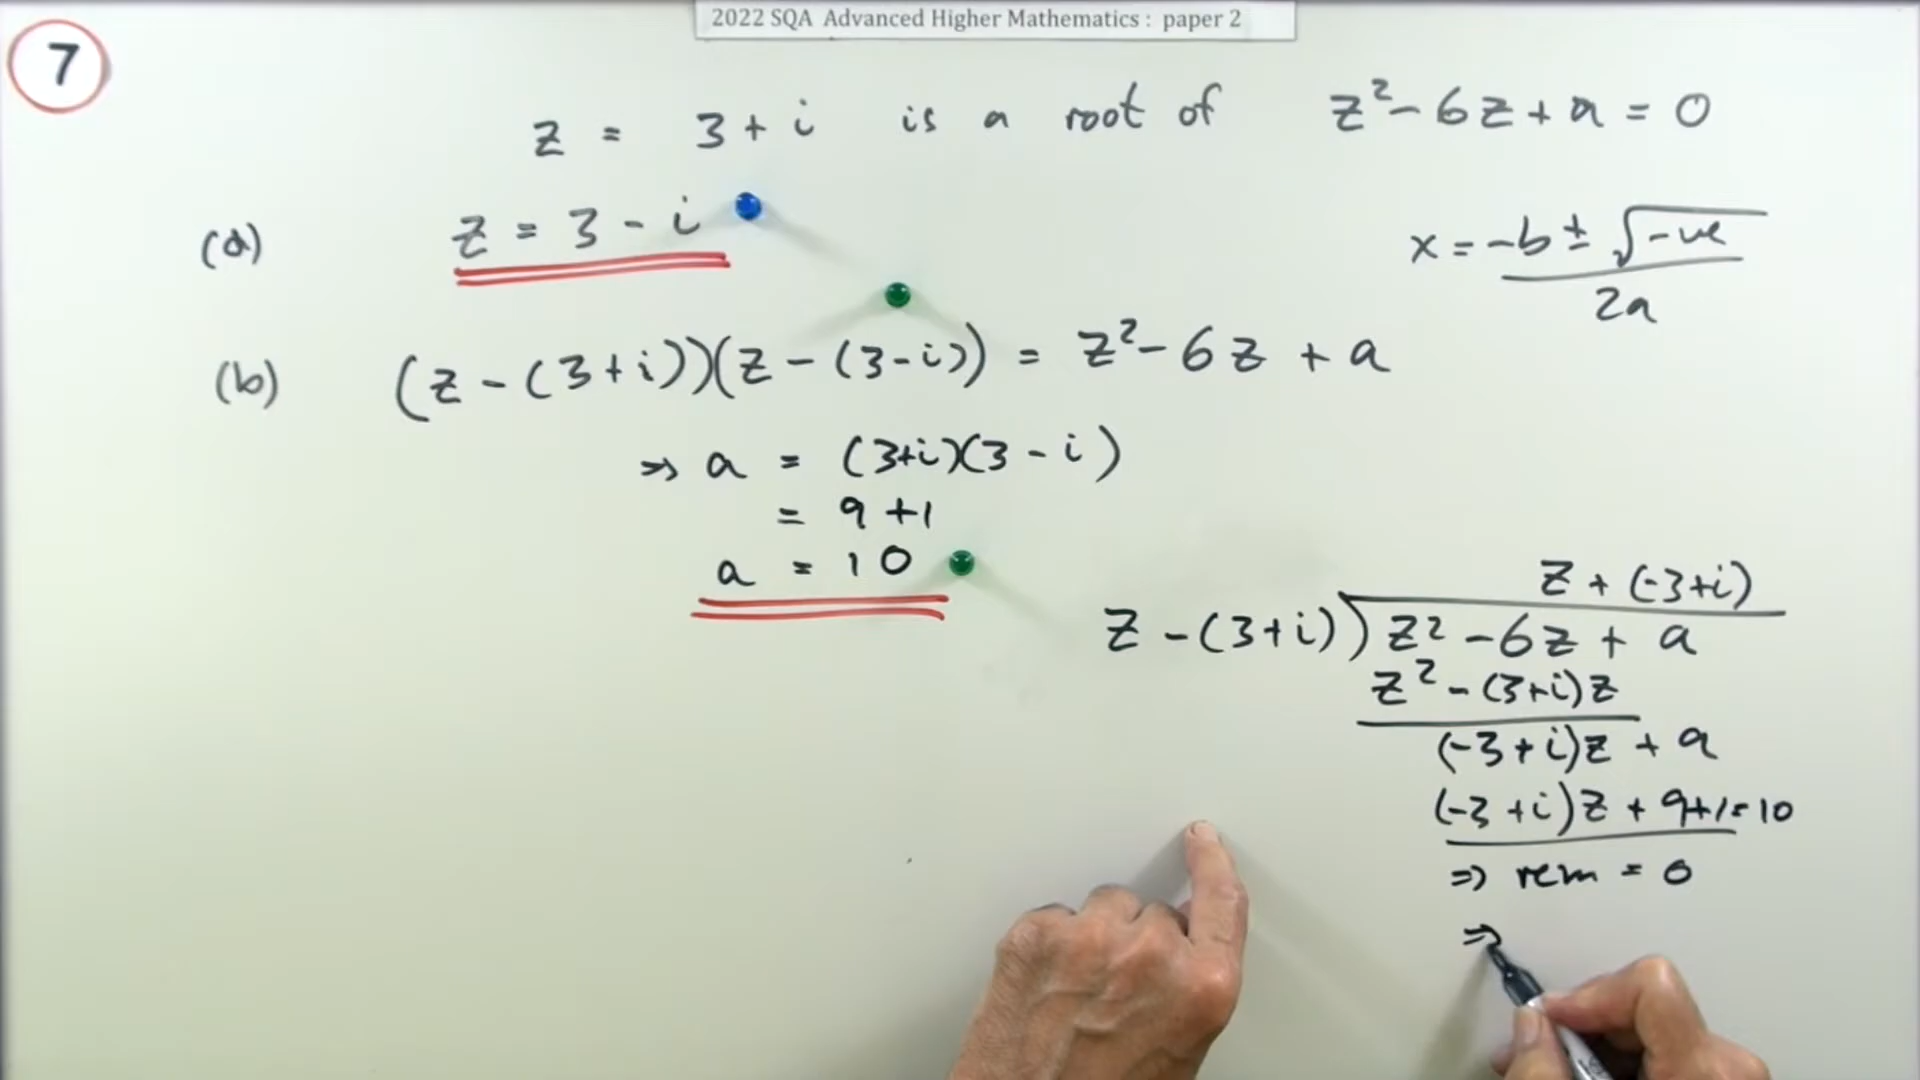 2022 SQA Advanced Higher Mathematics : paper 2
7
z = 3 + i is a root of z² - 6z + a = 0
(a) z = 3 - i
x = -b ± √-ve
2a
(b) (z - (3+i))(z - (3-i)) = z² - 6z + a
⇒ a = (3+i)(3 - i)
= 9 + 1
a = 10
z + (-3+i)
z - (3+i) ) z² - 6z + a
z² - (3+i)z
(-3+i)z + a
(-3+i)z + 9+1=10
⇒ rem = 0
⇒